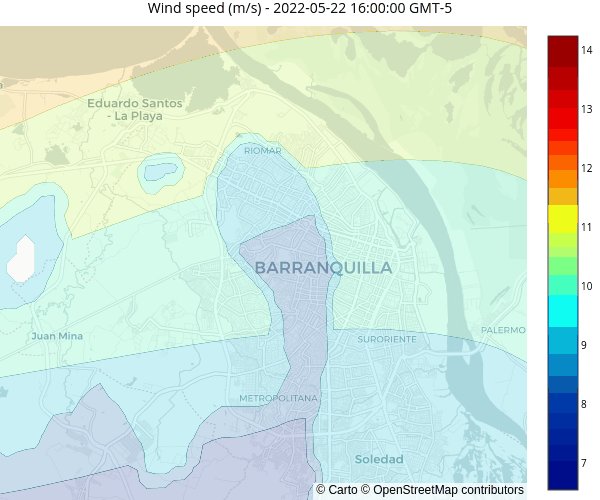 Wind speed (m/s) - 2022-05-22 16:00:00 GMT-5
Eduardo Santos
- La Playa
RIOMAR
BARRANQUILLA
Juan Mina
SURORIENTE
PALERMO
METROPOLITANA
Soledad
© Carto © OpenStreetMap contributors
14
13
12
11
10
9
8
7